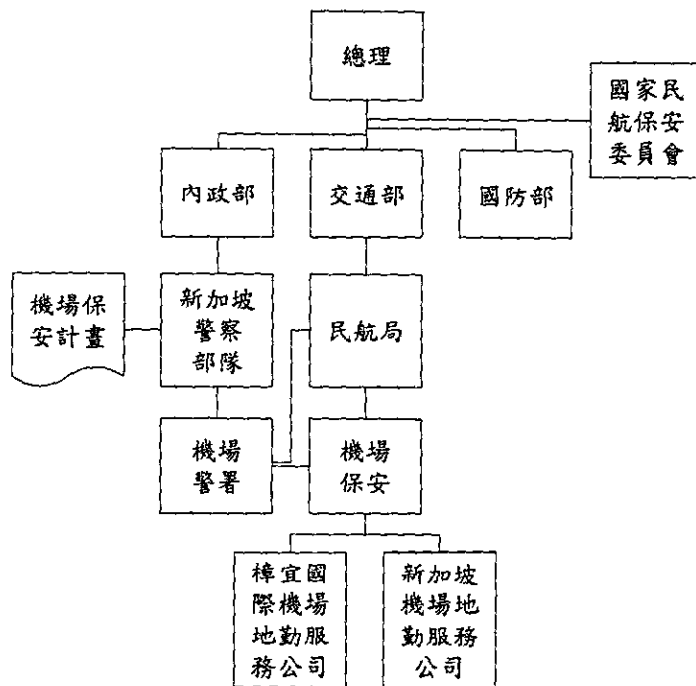 總理
國家民
航保安
委員會
內政部
交通部
國防部
機場保
安計畫
新加坡
警察
部隊
民航局
機場
警署
機場
保安
樟宜國
際機場
地勤服
務公司
新加坡
機場地
勤服務
公司